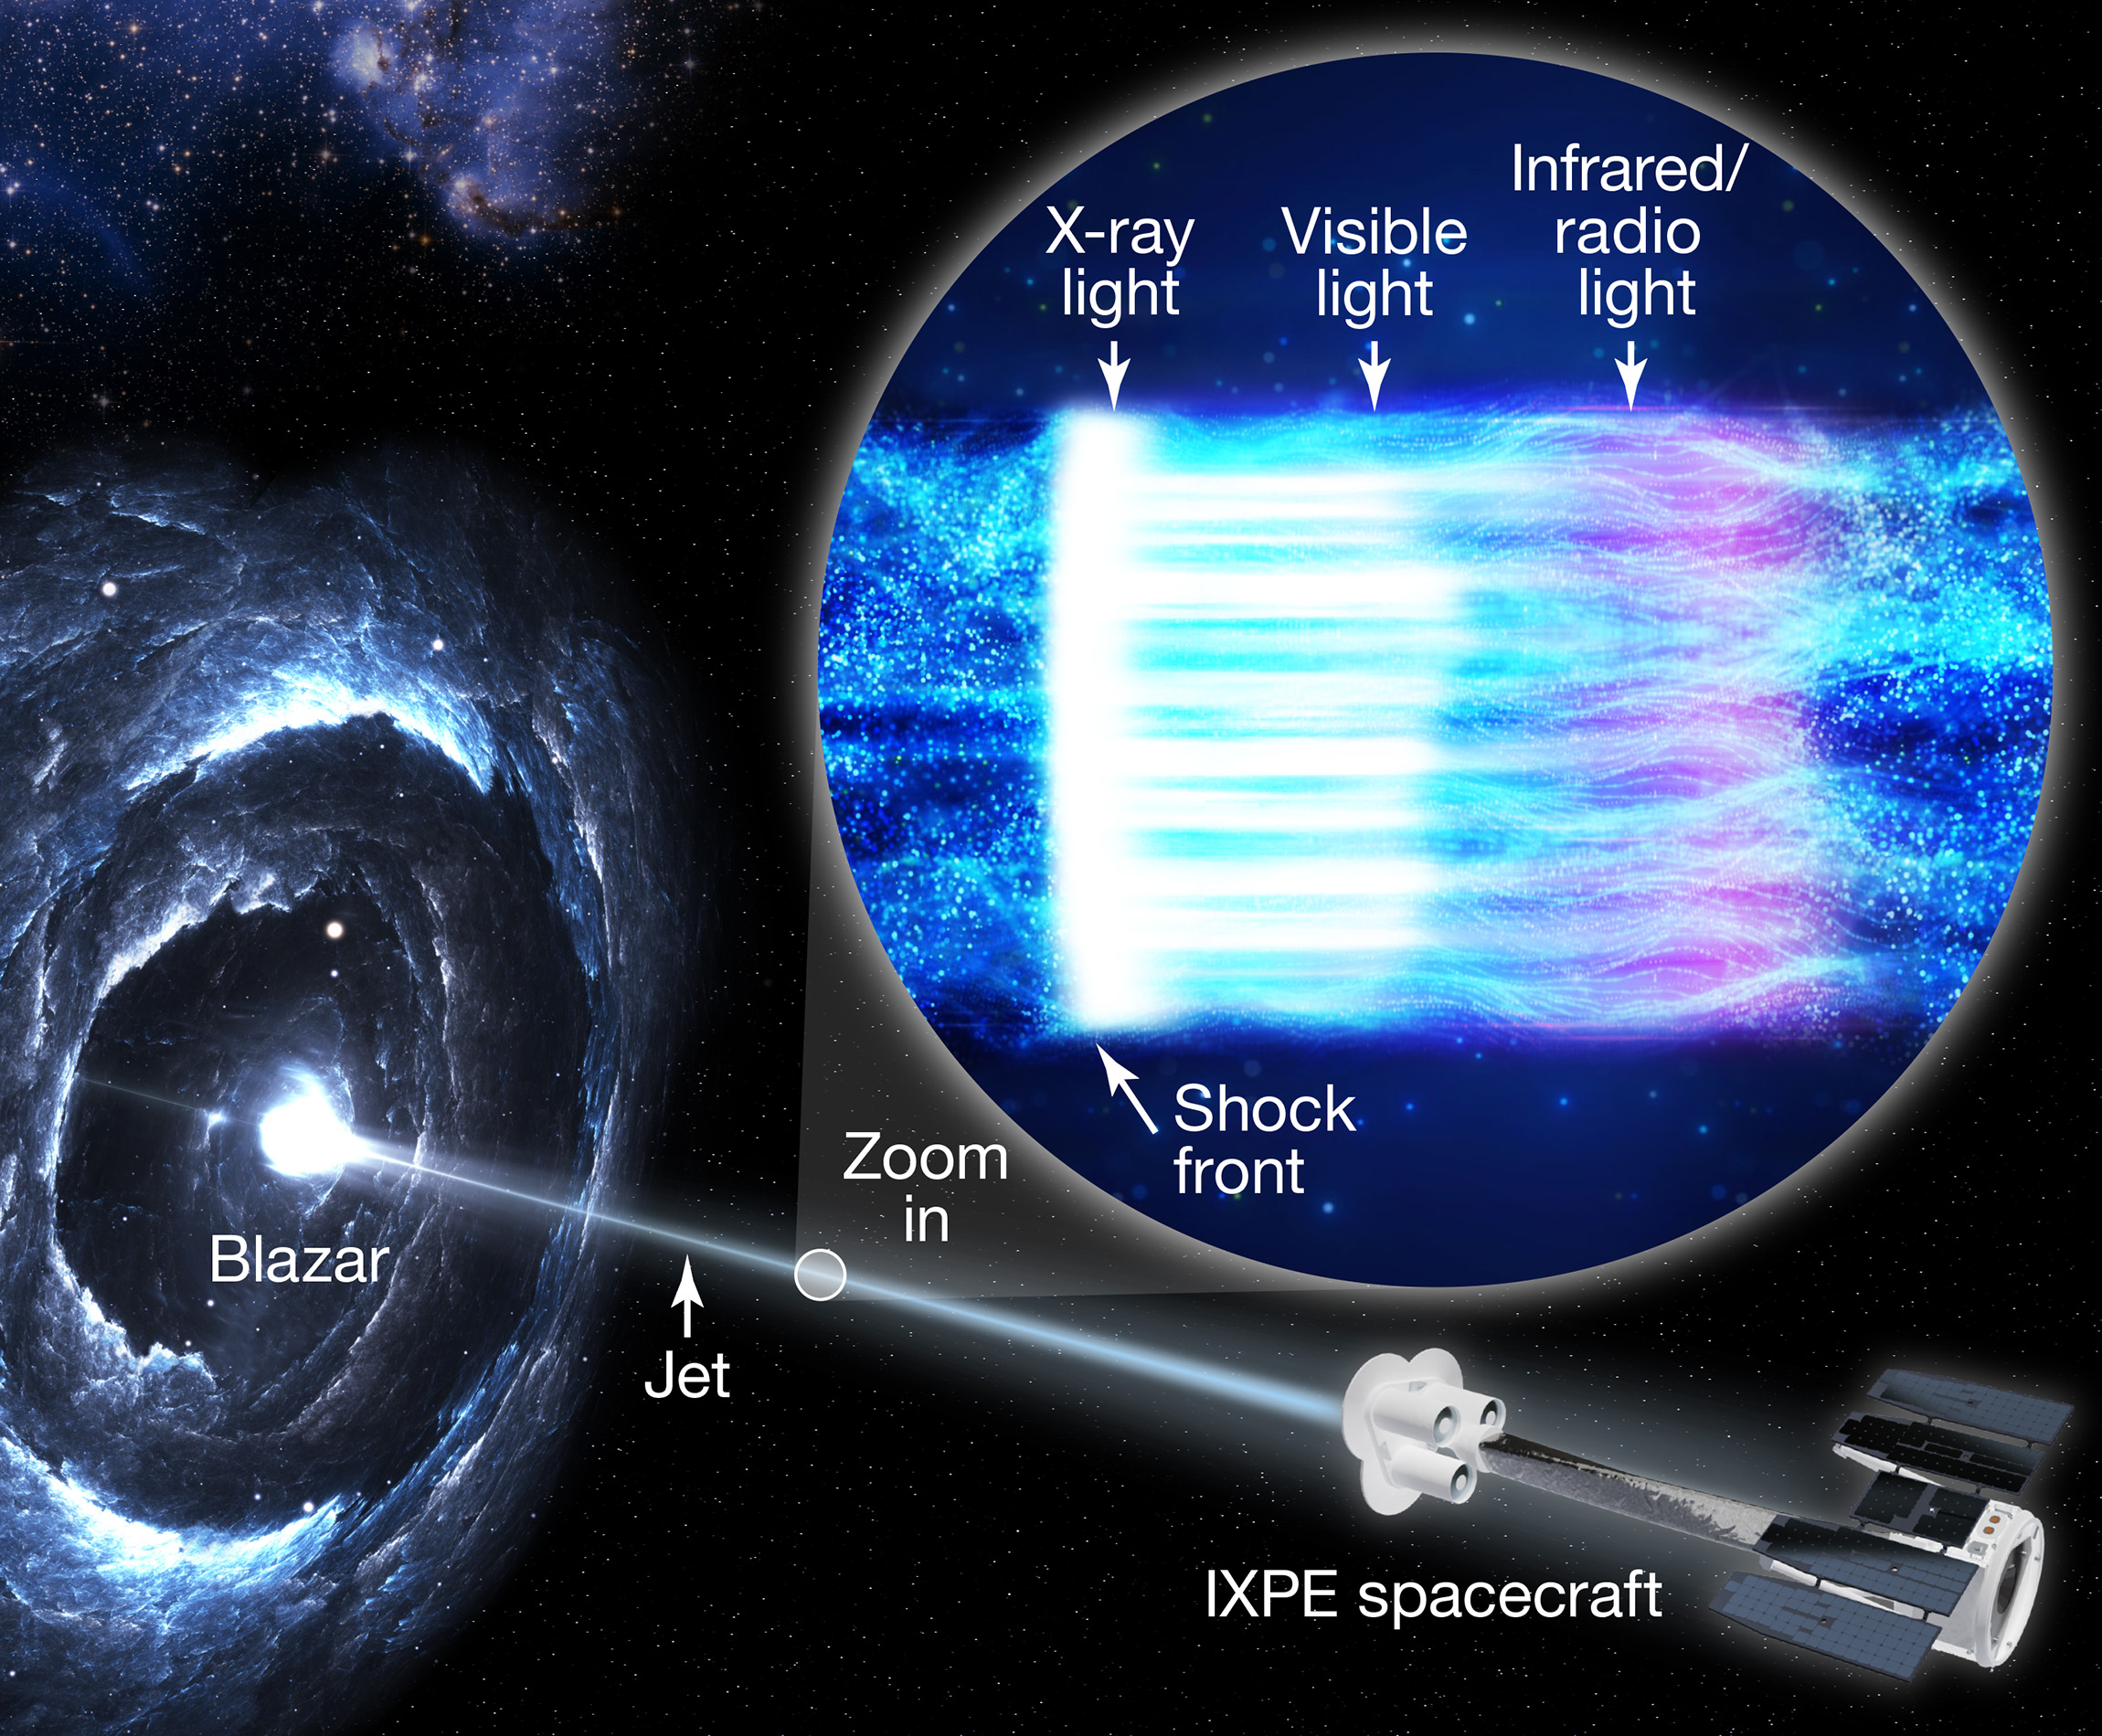 X-ray
light
Visible
light
Infrared/
radio
light
Shock
front
Zoom
in
Blazar
Jet
IXPE spacecraft